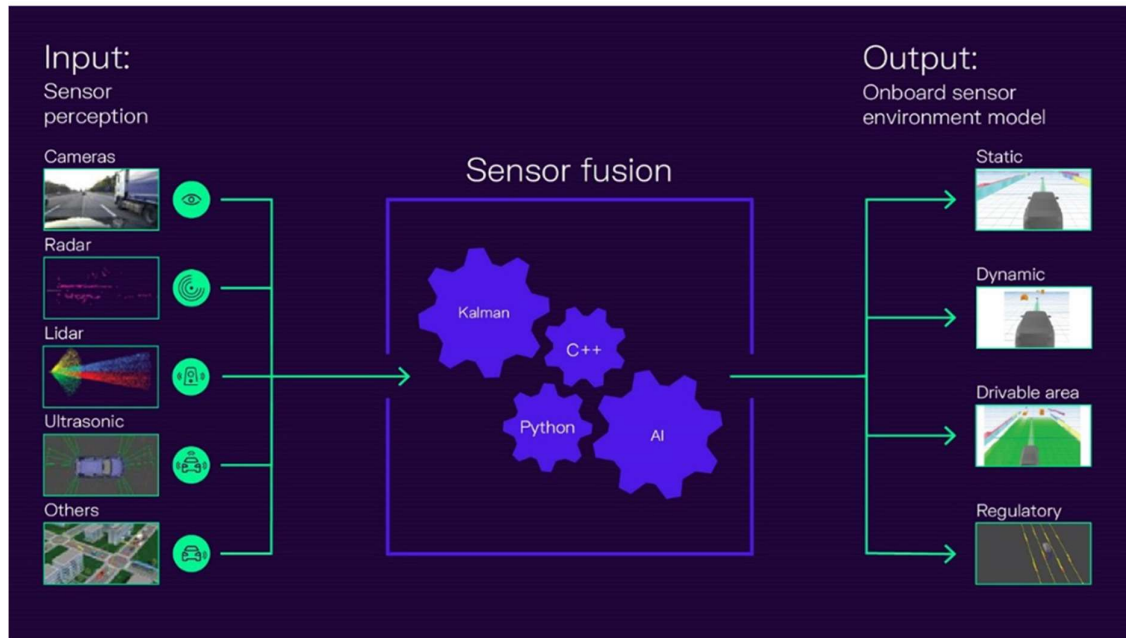 Input:
Sensor
perception
Cameras
Radar
Lidar
Ultrasonic
Others
Sensor fusion
Kalman
C++
Python
AI
Output:
Onboard sensor
environment model
Static
Dynamic
Drivable area
Regulatory